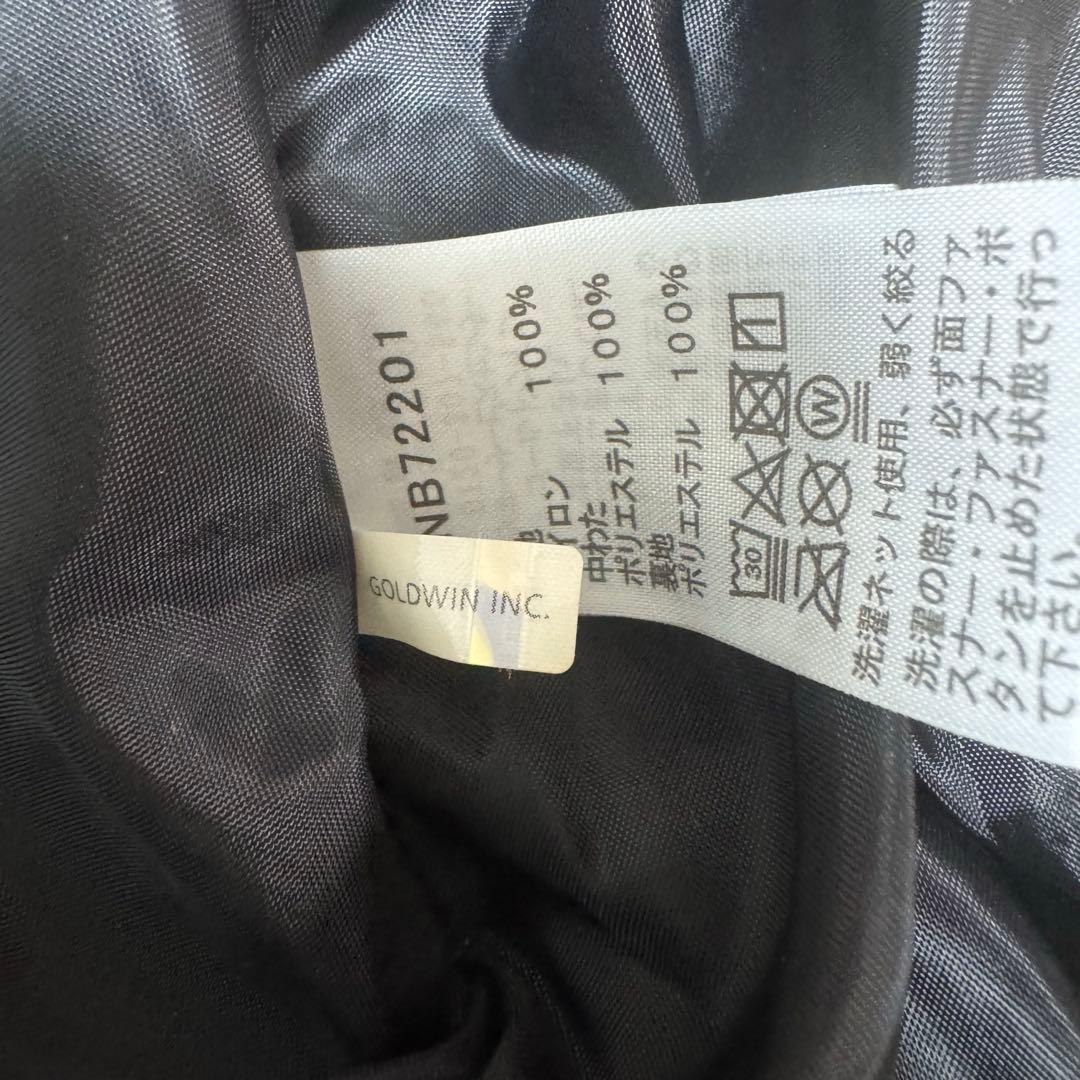 NB72201
イロン 100%
中わた
ポリエステル 100%
裏地
ポリエステル 100%
30
W
洗濯ネット使用、弱く絞る
洗濯の際は、必ず面ファ
スナー・ファスナー・ボ
タンを止めた状態で行っ
て下さい。
GOLDWIN INC.